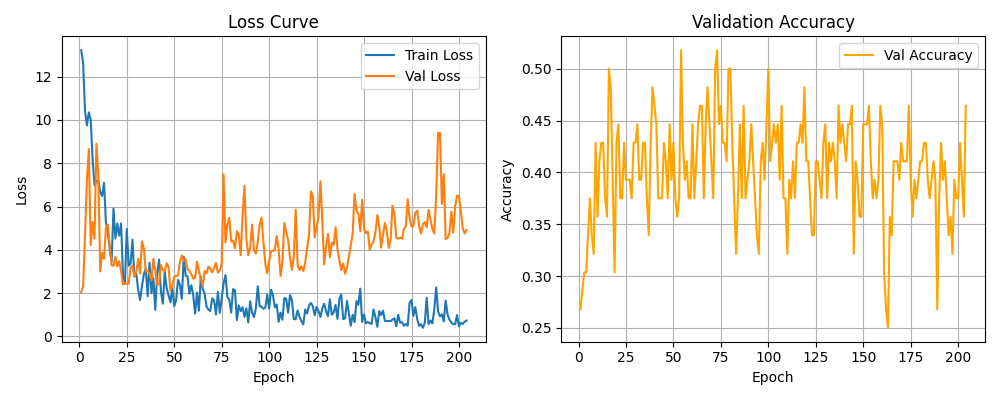 Loss Curve
Train Loss
Val Loss
12
10
8
6
4
2
0
Loss
0 25 50 75 100 125 150 175 200
Epoch
Validation Accuracy
Val Accuracy
0.50
0.45
0.40
0.35
0.30
0.25
Accuracy
0 25 50 75 100 125 150 175 200
Epoch